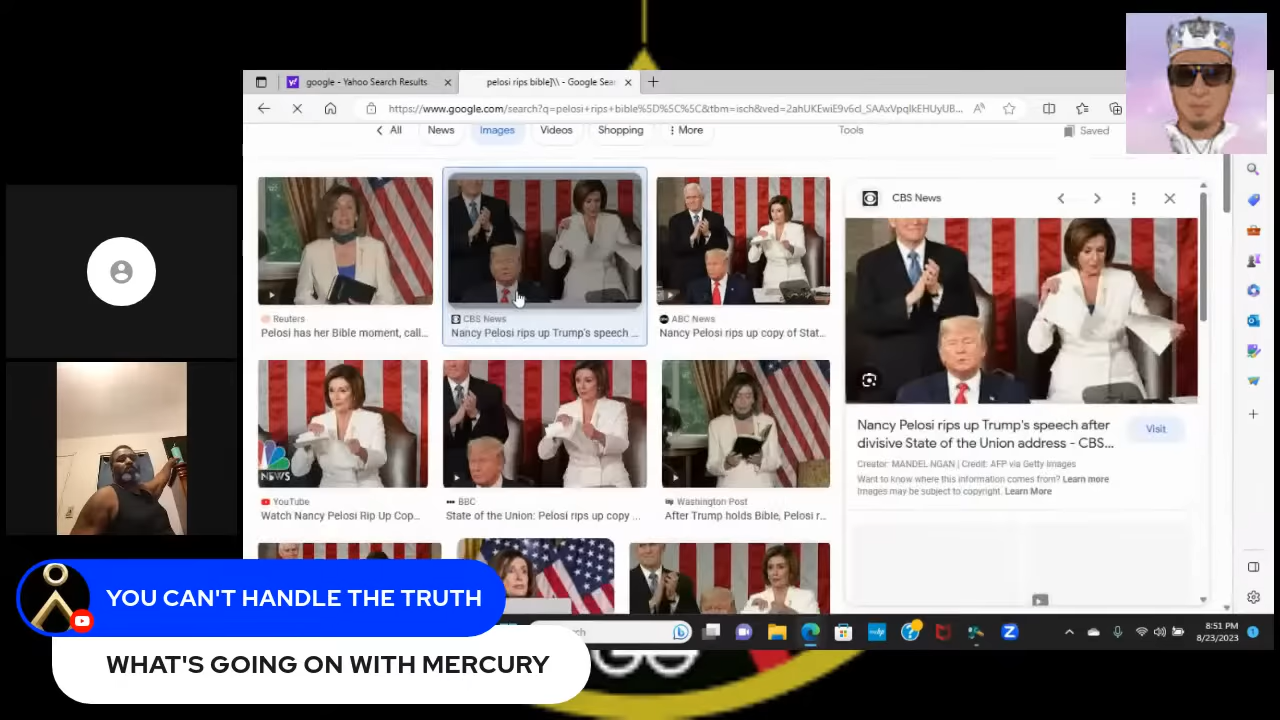 google - Yahoo Search Results
pelosi rips bible]\\ - Google Sea
https://www.google.com/search?q=pelosi+rips+bible%5D%5C%5C&tbm=isch&ved=2ahUKEwiE9v6cl_SAAxVpqlkEHUyUB...
All
News
Images
Videos
Shopping
More
Tools
Saved
CBS News
Reuters
Pelosi has her Bible moment, call...
CBS News
Nancy Pelosi rips up Trump's speech ...
ABC News
Nancy Pelosi rips up copy of Stat...
Nancy Pelosi rips up Trump's speech after
divisive State of the Union address - CBS...
Visit
Creator: MANDEL NGAN | Credit: AFP via Getty Images
Want to know where this information comes from? Learn more
Images may be subject to copyright. Learn More
NEWS
YouTube
Watch Nancy Pelosi Rip Up Cop...
BBC
State of the Union: Pelosi rips up copy ...
Washington Post
After Trump holds Bible, Pelosi r...
YOU CAN'T HANDLE THE TRUTH
WHAT'S GOING ON WITH MERCURY
8:51 PM
8/23/2023